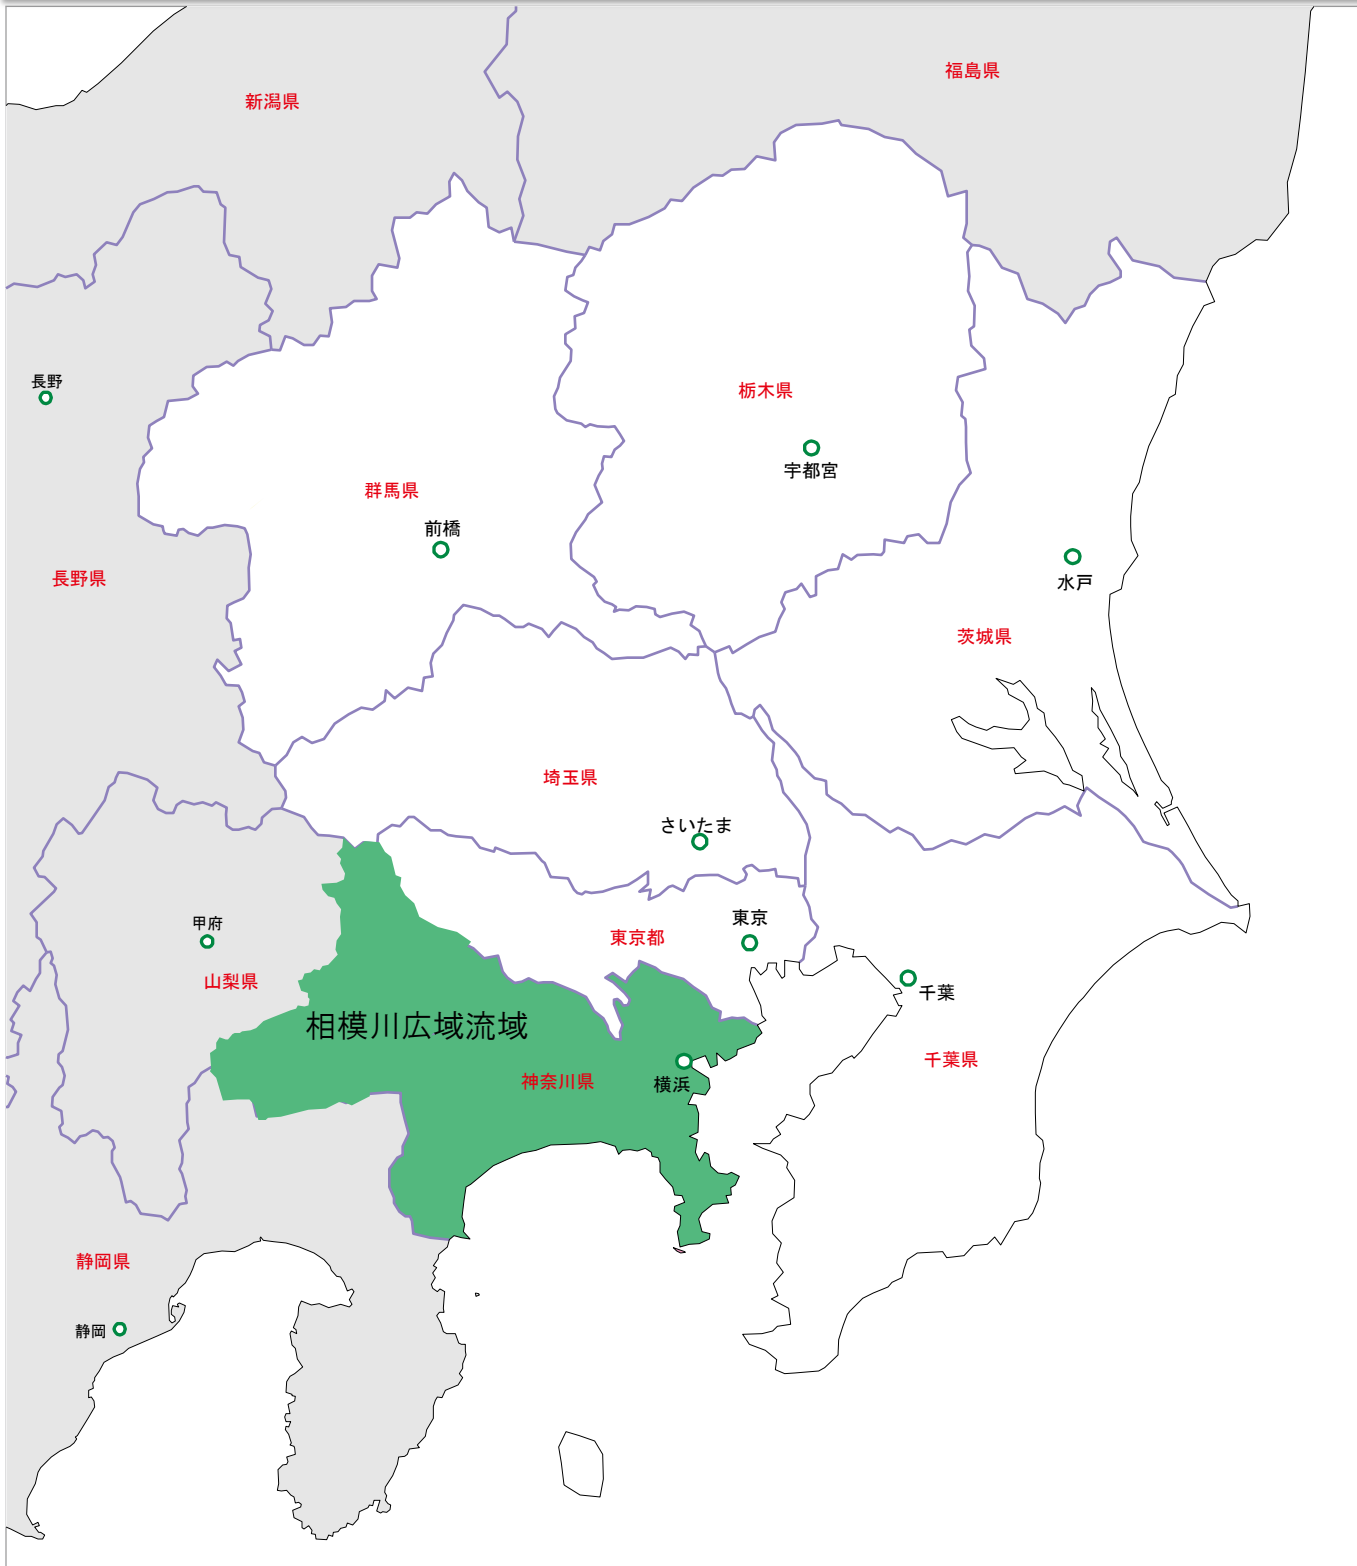 福島県
新潟県
長野
栃木県
宇都宮
群馬県
前橋
水戸
長野県
茨城県
埼玉県
さいたま
甲府
東京
東京都
山梨県
千葉
相模川広域流域
千葉県
神奈川県
横浜
静岡県
静岡